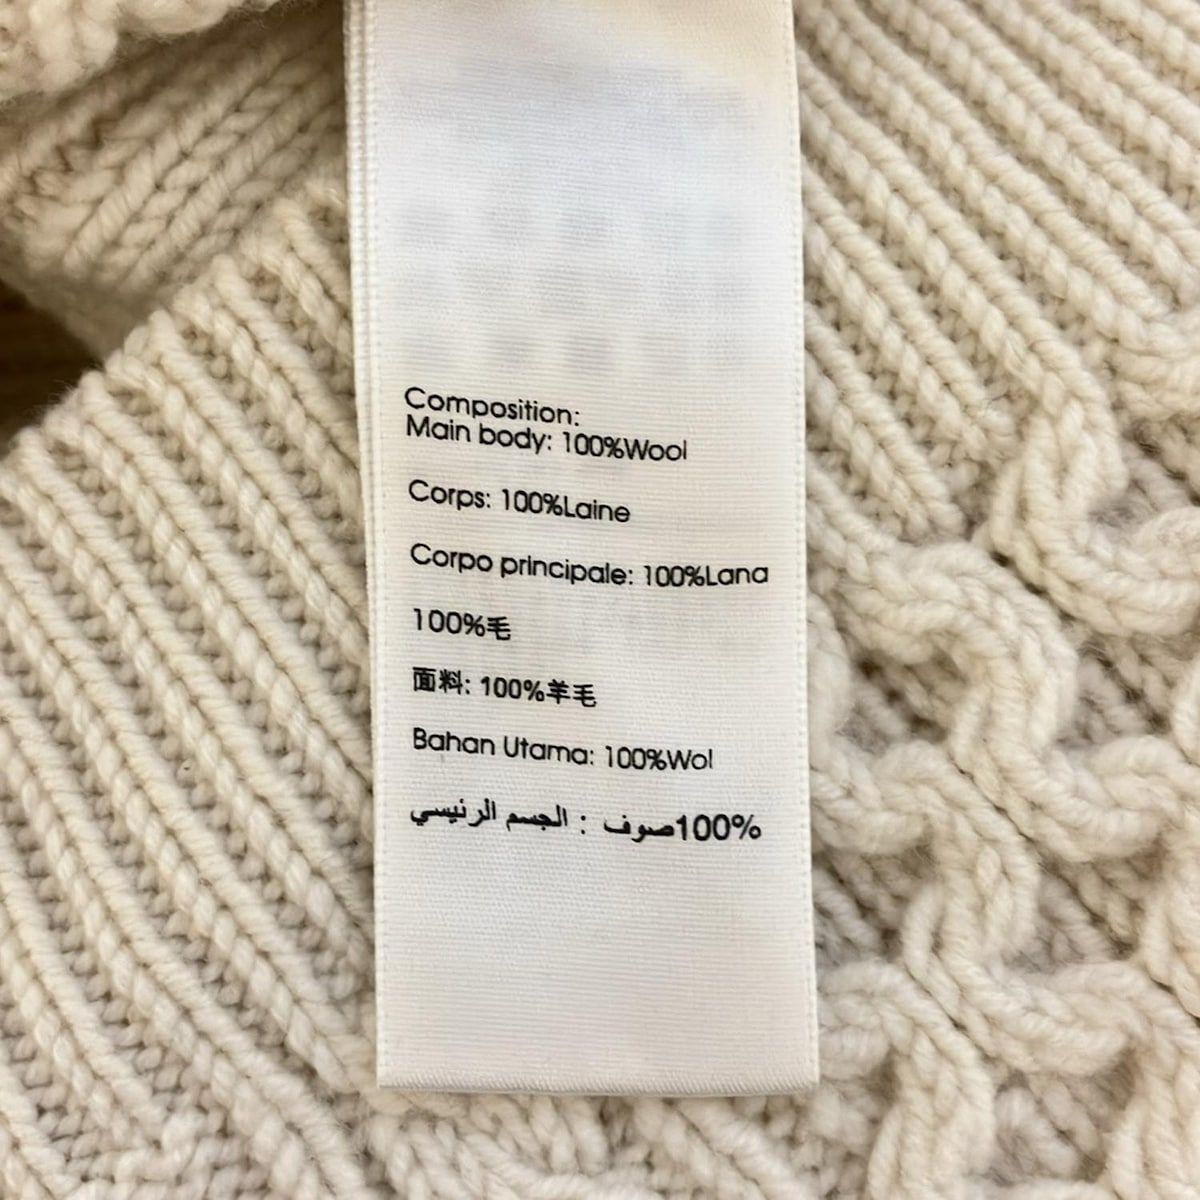 Composition:
Main body: 100%Wool
Corps: 100%Laine
Corpo principale: 100%Lana
100%毛
面料: 100%羊毛
Bahan Utama: 100%Wol
الجسم الرئيسي : صوف100%